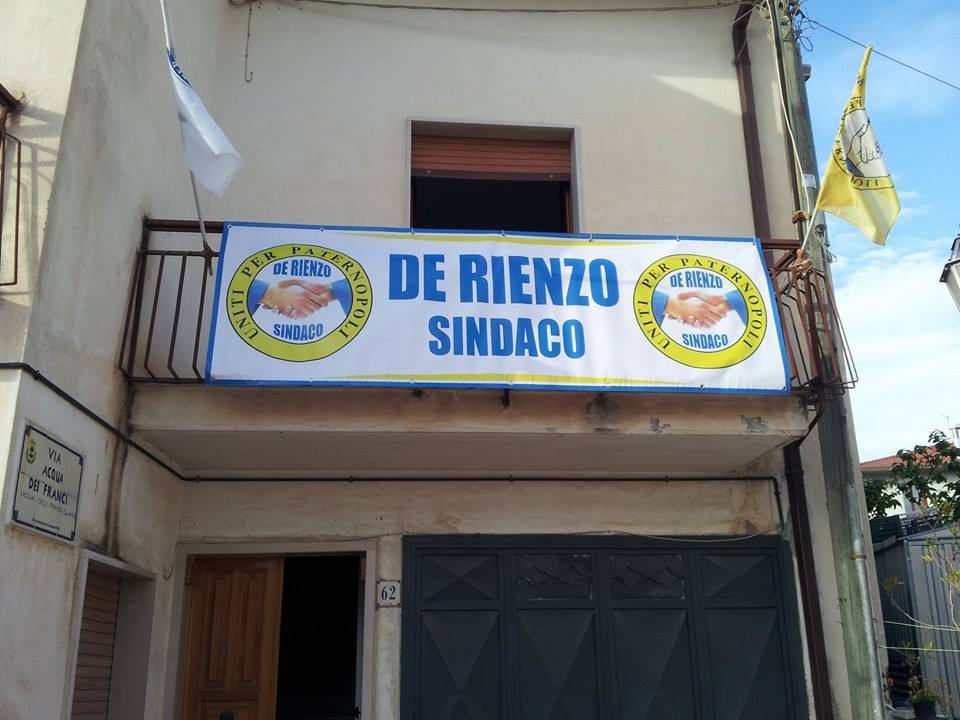 UNITI PER PATERNOPOLI
DE RIENZO
SINDACO
DE RIENZO
SINDACO
UNITI PER PATERNOPOLI
DE RIENZO
SINDACO
VIA
ACQUA
DEI FRANCI
62